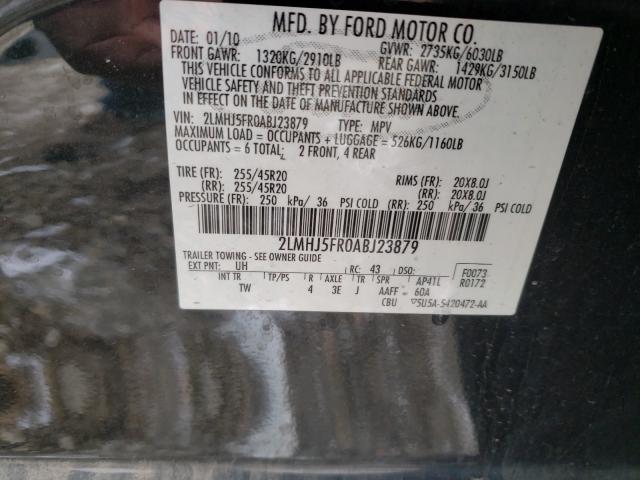 MFD. BY FORD MOTOR CO.
DATE: 01/10 GVWR: 2735KG/6030LB
FRONT GAWR: 1320KG/2910LB REAR GAWR: 1429KG/3150LB
THIS VEHICLE CONFORMS TO ALL APPLICABLE FEDERAL MOTOR
VEHICLE SAFETY AND THEFT PREVENTION STANDARDS
IN EFFECT ON THE DATE OF MANUFACTURE SHOWN ABOVE.
VIN: 2LMHJ5FR0ABJ23879 TYPE: MPV
MAXIMUM LOAD = OCCUPANTS + LUGGAGE = 526KG/1160LB
OCCUPANTS = 6 TOTAL: 2 FRONT, 4 REAR
TIRE (FR): 255/45R20 RIMS (FR): 20X8.0J
(RR): 255/45R20 (RR): 20X8.0J
PRESSURE (FR): 250 kPa/ 36 PSI COLD (RR): 250 kPa/ 36 PSI COLD
2LMHJ5FR0ABJ23879
TRAILER TOWING - SEE OWNER GUIDE
EXT PNT: UH RC: 43 DSO: F0073
INT TR TP/PS R AXLE TR SPR AP4TL R0172
TW 4 3E J AAFF = 60A
CBU 5U5A-5420472-AA